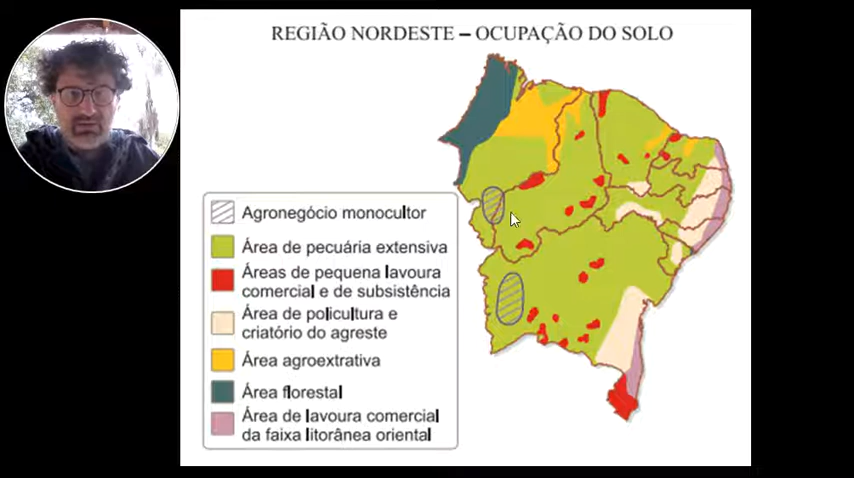 REGIÃO NORDESTE – OCUPAÇÃO DO SOLO
Agronegócio monocultor
Área de pecuária extensiva
Áreas de pequena lavoura
comercial e de subsistência
Área de policultura e
criatório do agreste
Área agroextrativa
Área florestal
Área de lavoura comercial
da faixa litorânea oriental